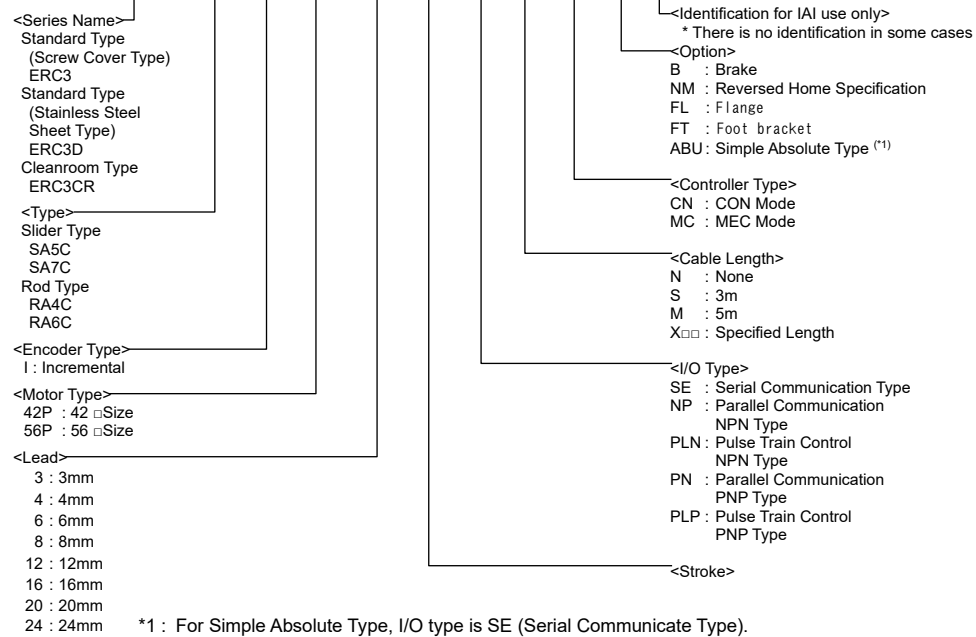 <Series Name>
Standard Type
(Screw Cover Type)
ERC3
Standard Type
(Stainless Steel
Sheet Type)
ERC3D
Cleanroom Type
ERC3CR
<Type>
Slider Type
SA5C
SA7C
Rod Type
RA4C
RA6C
<Encoder Type>
I : Incremental
<Motor Type>
42P : 42 □Size
56P : 56 □Size
<Lead>
3 : 3mm
4 : 4mm
6 : 6mm
8 : 8mm
12 : 12mm
16 : 16mm
20 : 20mm
24 : 24mm
<Identification for IAI use only>
* There is no identification in some cases
<Option>
B : Brake
NM : Reversed Home Specification
FL : Flange
FT : Foot bracket
ABU : Simple Absolute Type (*1)
<Controller Type>
CN : CON Mode
MC : MEC Mode
<Cable Length>
N : None
S : 3m
M : 5m
X□□ : Specified Length
<I/O Type>
SE : Serial Communication Type
NP : Parallel Communication
NPN Type
PLN : Pulse Train Control
NPN Type
PN : Parallel Communication
PNP Type
PLP : Pulse Train Control
PNP Type
<Stroke>
*1 : For Simple Absolute Type, I/O type is SE (Serial Communicate Type).